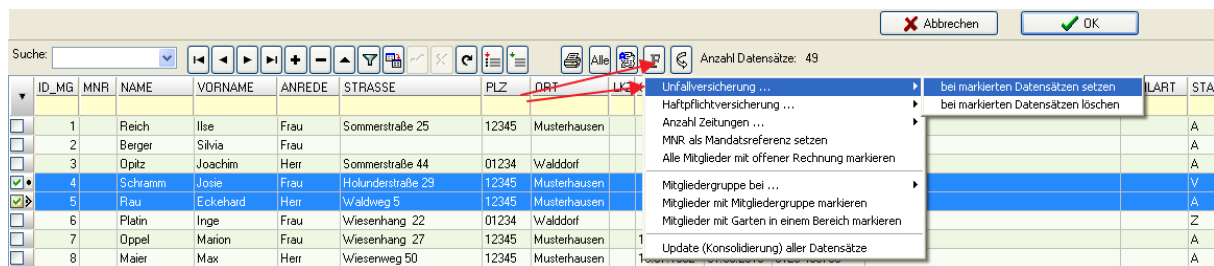 Abbrechen OK
Suche: Alle F Anzahl Datensätze: 49
ID_MG MNR NAME VORNAME ANREDE STRASSE PLZ ORT
Unfallversicherung ... bei markierten Datensätzen setzen
Haftpflichtversicherung ... bei markierten Datensätzen löschen
Anzahl Zeitungen ...
MNR als Mandatsreferenz setzen
Alle Mitglieder mit offener Rechnung markieren
Mitgliedergruppe bei ...
Mitglieder mit Mitgliedergruppe markieren
Mitglieder mit Garten in einem Bereich markieren
Update (Konsolidierung) aller Datensätze
1 Reich Ilse Frau Sommerstraße 25 12345 Musterhausen A
2 Berger Silvia Frau A
3 Opitz Joachim Herr Sommerstraße 44 01234 Walddorf A
4 Schramm Josie Frau Holunderstraße 29 12345 Musterhausen V
5 Rau Eckehard Herr Waldweg 5 12345 Musterhausen A
6 Platin Inge Frau Wiesenhang 22 01234 Walddorf Z
7 Oppel Marion Frau Wiesenhang 27 12345 Musterhausen A
8 Maier Max Herr Wiesenweg 50 12345 Musterhausen A